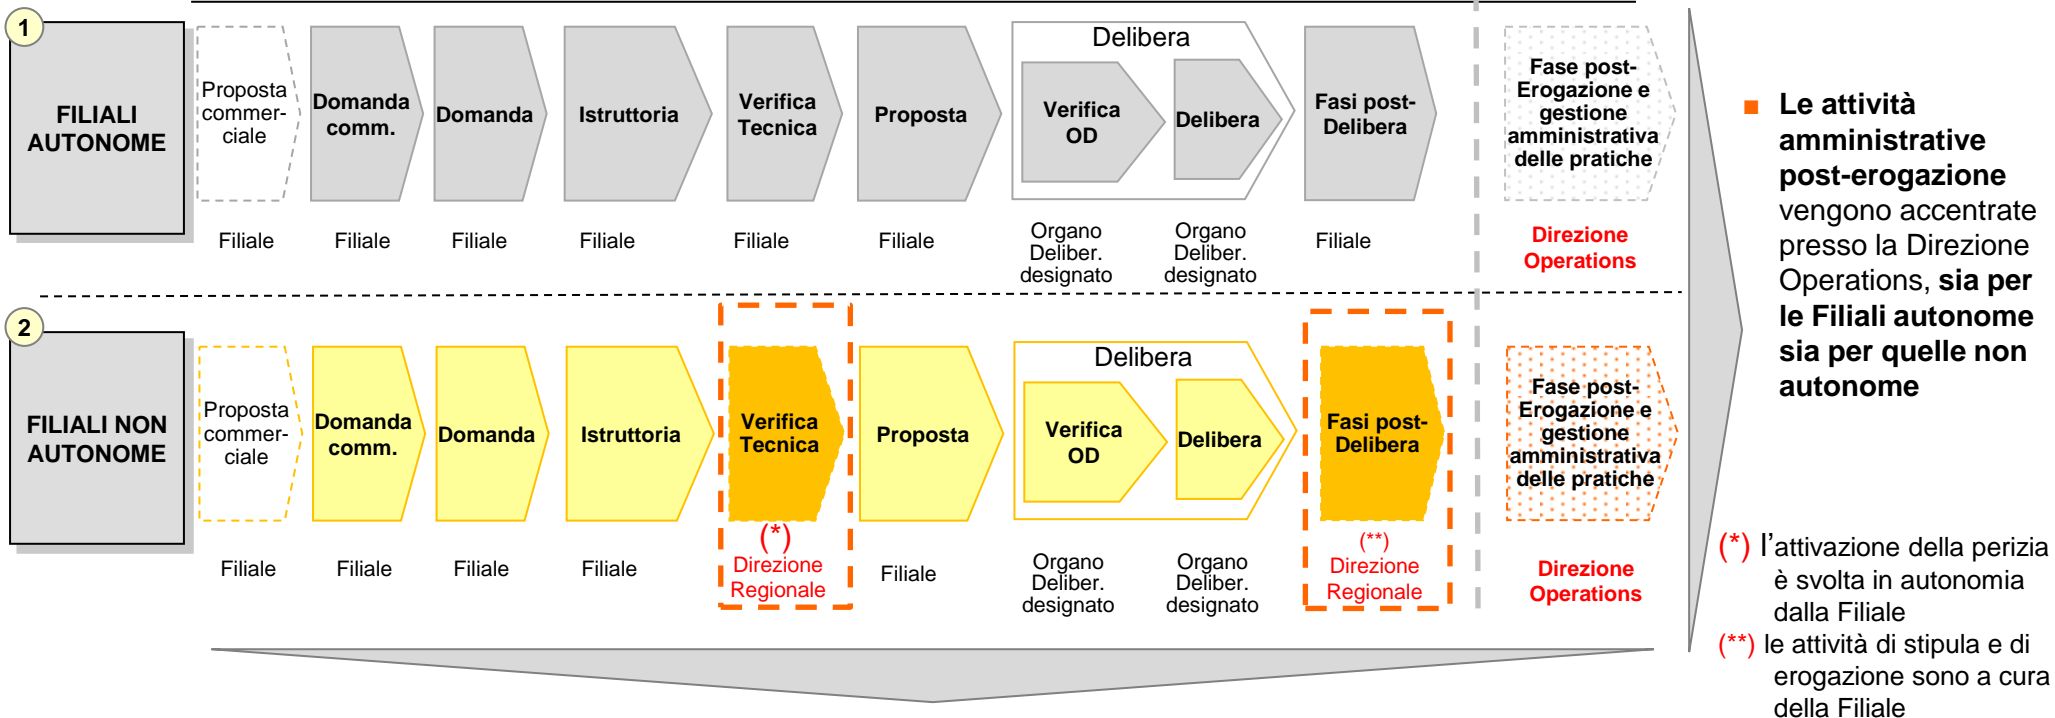 1
FILIALI
AUTONOME
Proposta
commer-
ciale
Domanda
comm.
Domanda
Istruttoria
Verifica
Tecnica
Proposta
Delibera
Verifica
OD
Delibera
Fasi post-
Delibera
Fase post-
Erogazione e
gestione
amministrativa
delle pratiche
Filiale
Filiale
Filiale
Filiale
Filiale
Filiale
Organo
Deliber.
designato
Organo
Deliber.
designato
Filiale
Direzione
Operations
2
FILIALI NON
AUTONOME
Proposta
commer-
ciale
Domanda
comm.
Domanda
Istruttoria
Verifica
Tecnica
Proposta
Delibera
Verifica
OD
Delibera
Fasi post-
Delibera
Fase post-
Erogazione e
gestione
amministrativa
delle pratiche
Filiale
Filiale
Filiale
Filiale
(*)
Direzione
Regionale
Filiale
Organo
Deliber.
designato
Organo
Deliber.
designato
(**)
Direzione
Regionale
Direzione
Operations
■ Le attività
amministrative
post-erogazione
vengono accentrate
presso la Direzione
Operations, sia per
le Filiali autonome
sia per quelle non
autonome
(*) l'attivazione della perizia
è svolta in autonomia
dalla Filiale
(**) le attività di stipula e di
erogazione sono a cura
della Filiale